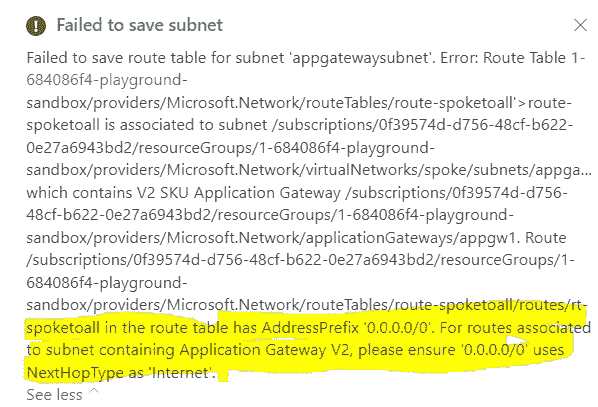 Failed to save subnet
Failed to save route table for subnet 'appgatewaysubnet'. Error: Route Table 1-
684086f4-playground-
sandbox/providers/Microsoft.Network/routeTables/route-spoketoall'>route-
spoketoall is associated to subnet /subscriptions/0f39574d-d756-48cf-b622-
0e27a6943bd2/resourceGroups/1-684086f4-playground-
sandbox/providers/Microsoft.Network/virtualNetworks/spoke/subnets/appga...
which contains V2 SKU Application Gateway /subscriptions/0f39574d-d756-
48cf-b622-0e27a6943bd2/resourceGroups/1-684086f4-playground-
sandbox/providers/Microsoft.Network/applicationGateways/appgw1. Route
/subscriptions/0f39574d-d756-48cf-b622-0e27a6943bd2/resourceGroups/1-
684086f4-playground-
sandbox/providers/Microsoft.Network/routeTables/route-spoketoall/routes/rt-
spoketoall in the route table has AddressPrefix '0.0.0.0/0'. For routes associated
to subnet containing Application Gateway V2, please ensure '0.0.0.0/0' uses
NextHopType as 'Internet'.
See less